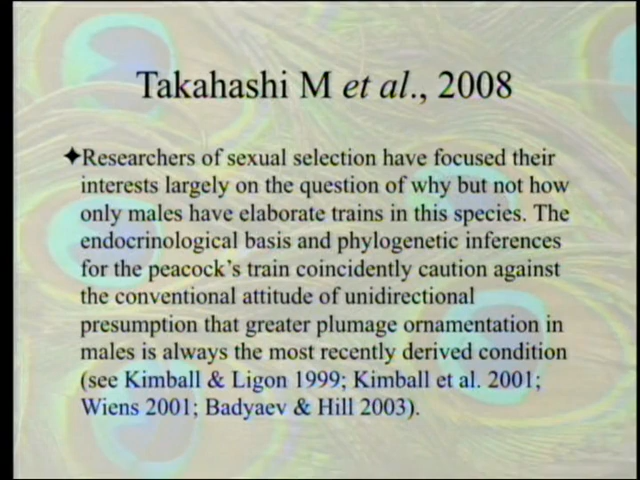 Takahashi M et al., 2008
✦Researchers of sexual selection have focused their
interests largely on the question of why but not how
only males have elaborate trains in this species. The
endocrinological basis and phylogenetic inferences
for the peacock's train coincidently caution against
the conventional attitude of unidirectional
presumption that greater plumage ornamentation in
males is always the most recently derived condition
(see Kimball & Ligon 1999; Kimball et al. 2001;
Wiens 2001; Badyaev & Hill 2003).